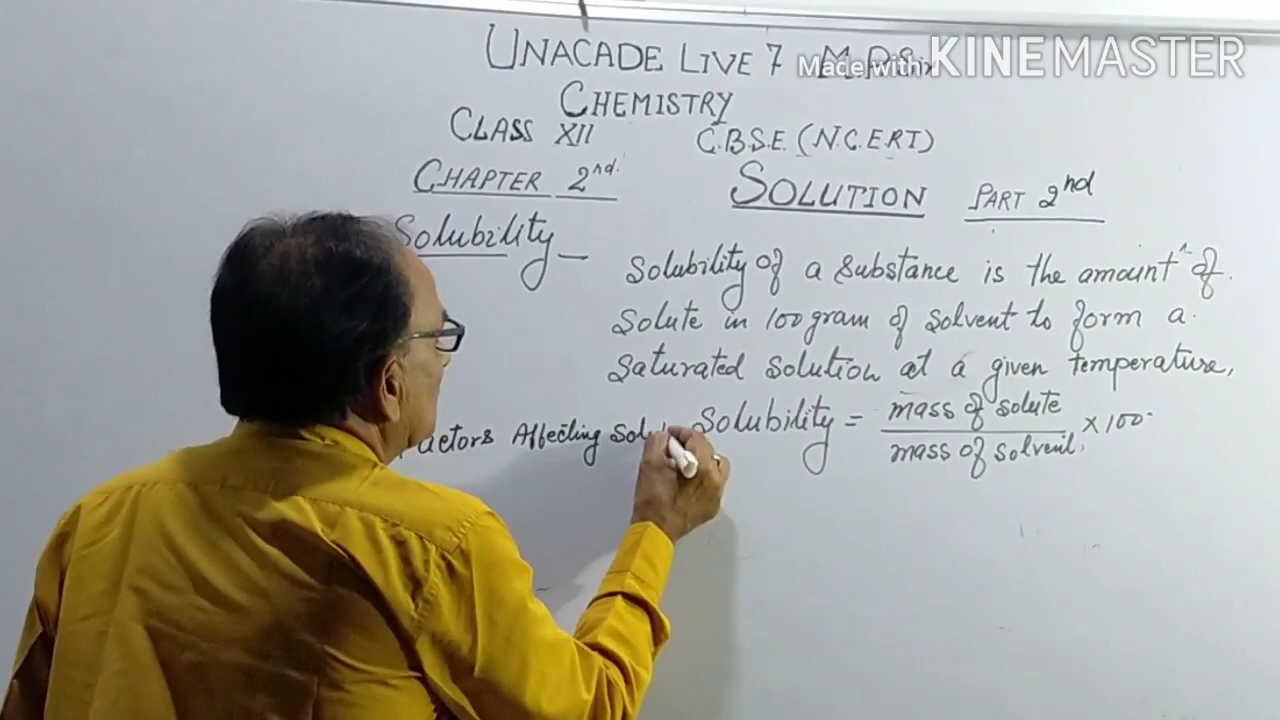 UNACADE LIVE 7
Made with KINEMASTER
CHEMISTRY
CLASS XII C.B.S.E. (N.C.E.R.T)
CHAPTER 2nd. SOLUTION PART 2nd
Solubility — Solubility of a substance is the amount of
solute in 100 gram of solvent to form a
saturated solution at a given temperature,
Solubility = mass of solute / mass of solvent × 100
Affecting